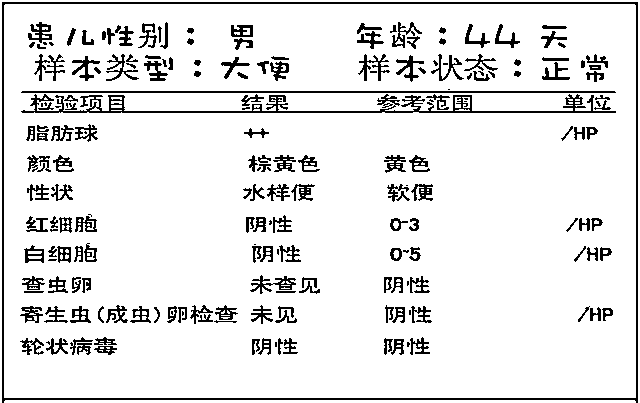 患儿性别：男 年龄：44 天
样本类型：大便 样本状态：正常
检验项目 结果 参考范围 单位
脂肪球 ++ /HP
颜色 棕黄色 黄色
性状 水样便 软便
红细胞 阴性 0-3 /HP
白细胞 阴性 0~5 /HP
查虫卵 未查见 阴性
寄生虫(成虫)卵检查 未见 阴性 /HP
轮状病毒 阴性 阴性